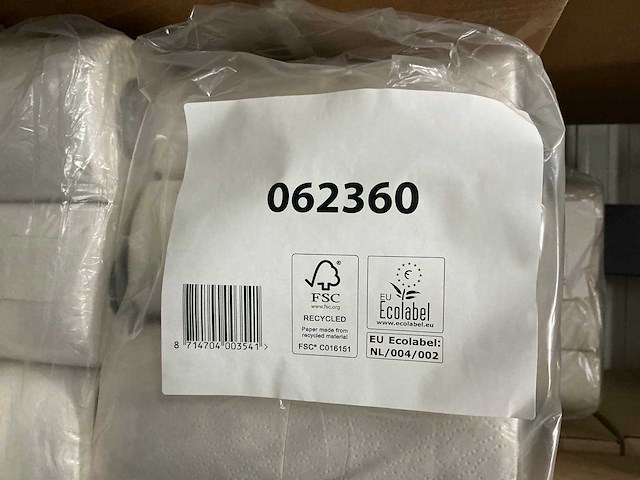 062360
8 714704 003541 >
FSC
www.fsc.org
RECYCLED
Paper made from
recycled material
FSC® C016151
EU
Ecolabel
www.ecolabel.eu
EU Ecolabel:
NL/004/002